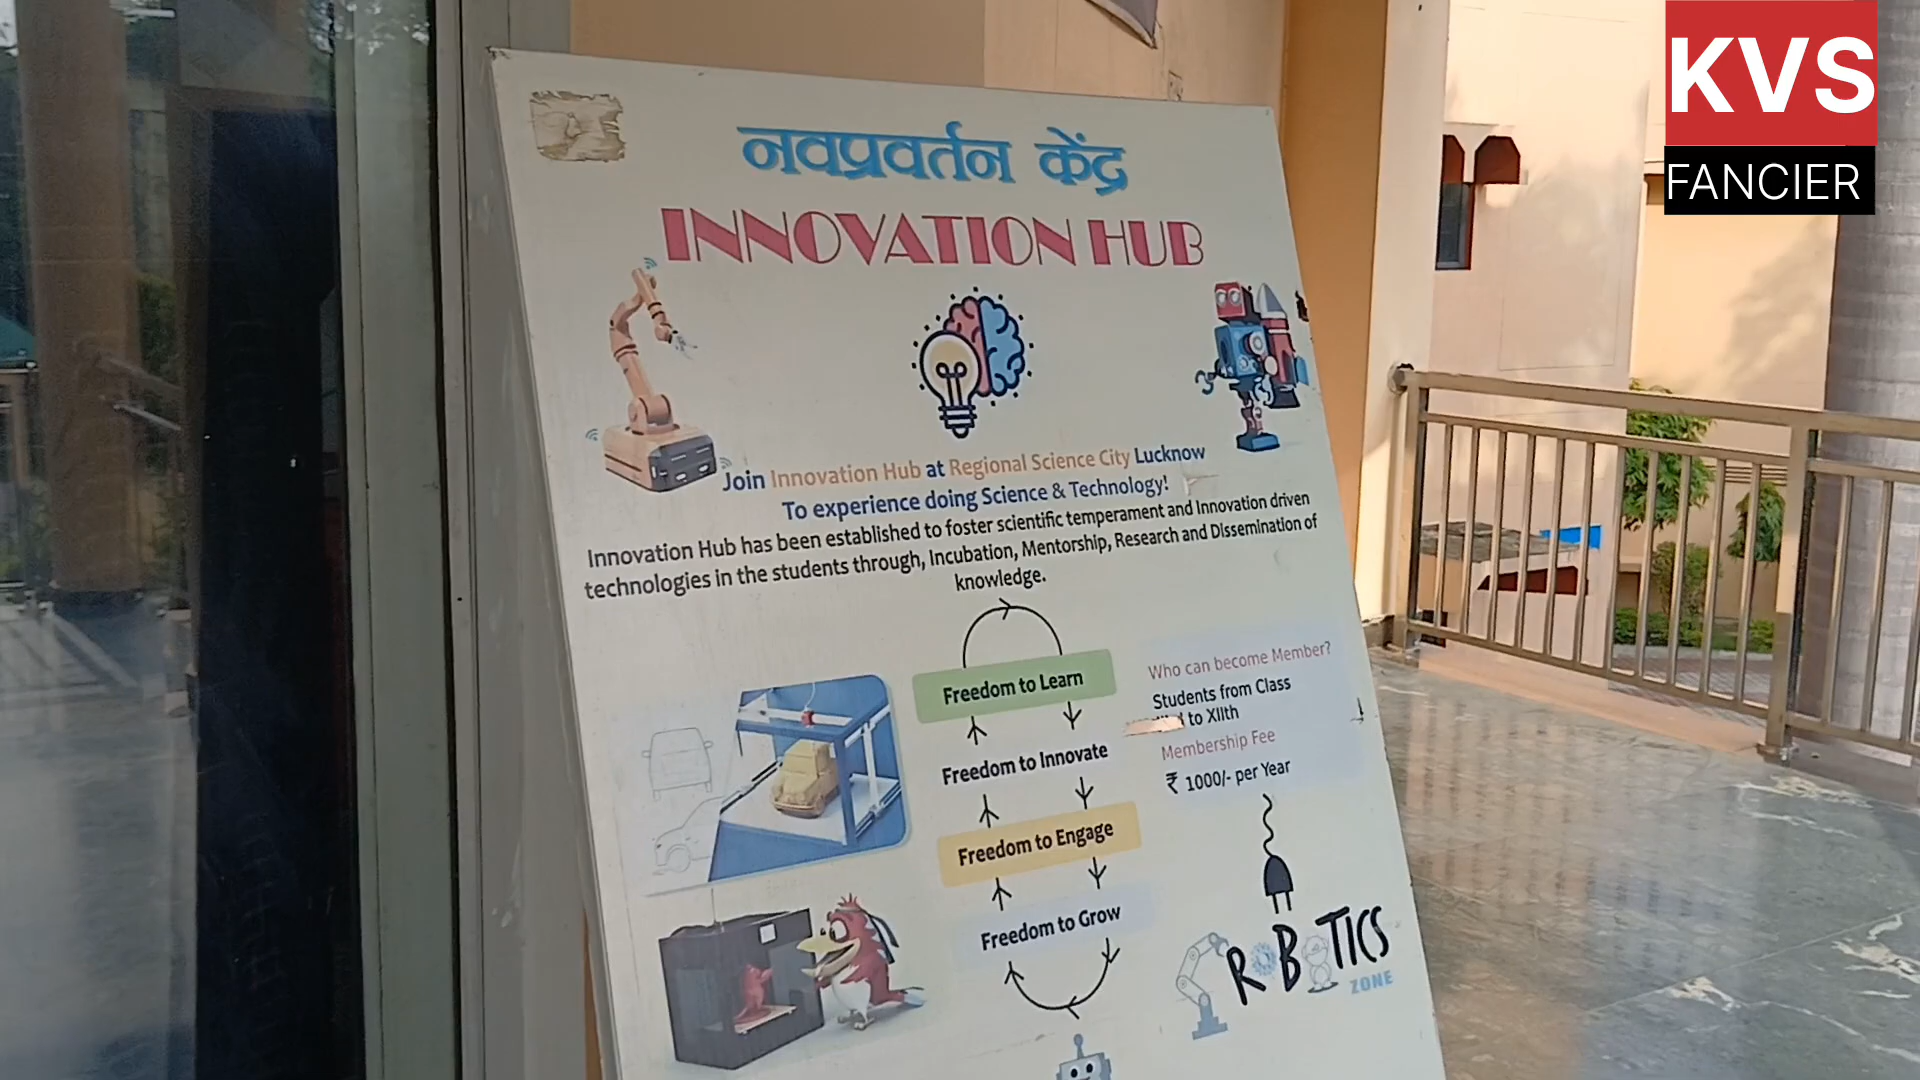 नवप्रवर्तन केंद्र
INNOVATION HUB
Join Innovation Hub at Regional Science City Lucknow
To experience doing Science & Technology!
Innovation Hub has been established to foster scientific temperament and Innovation driven
technologies in the students through, Incubation, Mentorship, Research and Dissemination of
knowledge.
Freedom to Learn
Freedom to Innovate
Freedom to Engage
Freedom to Grow
Who can become Member?
Students from Class
to XIIth
Membership Fee
₹ 1000/- per Year
ROBOTICS
ZONE
KVS
FANCIER